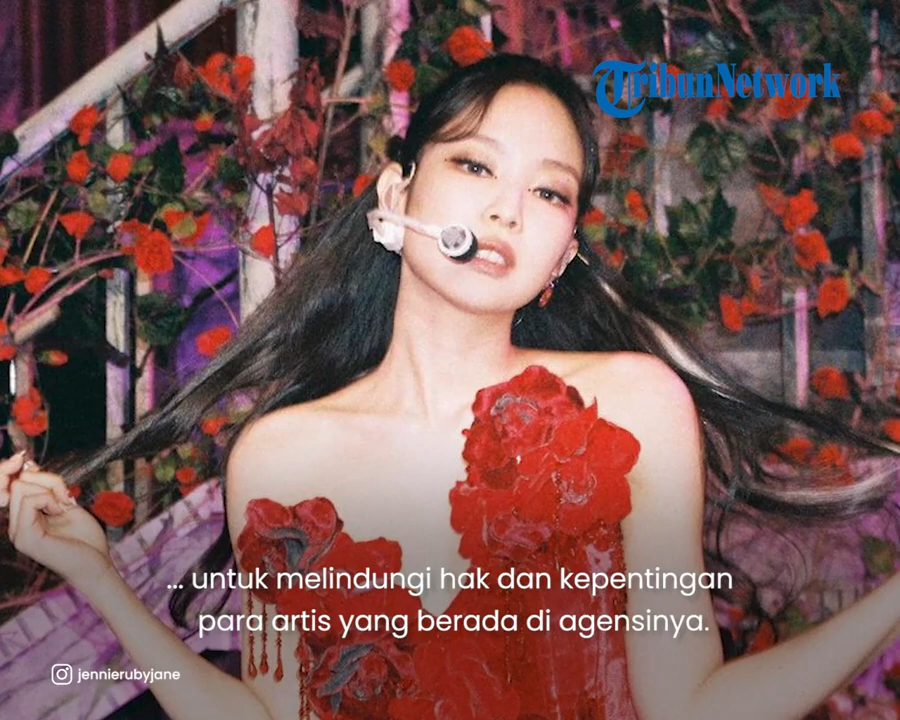 TribunNetwork
... untuk melindungi hak dan kepentingan
para artis yang berada di agensinya.
jennierubyjane